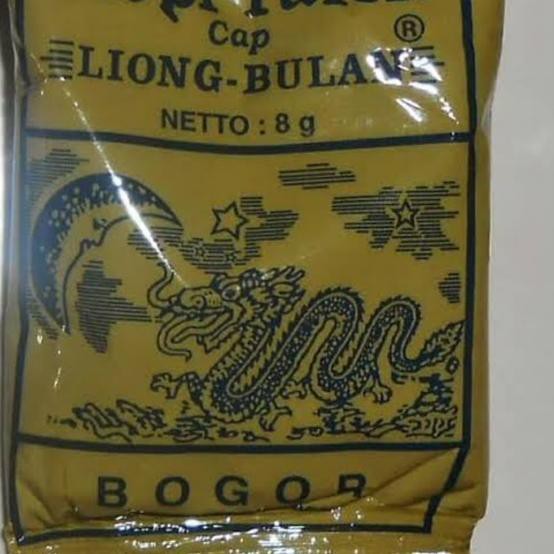 Cap ®
LIONG-BULAN
NETTO : 8 g
BOGOR